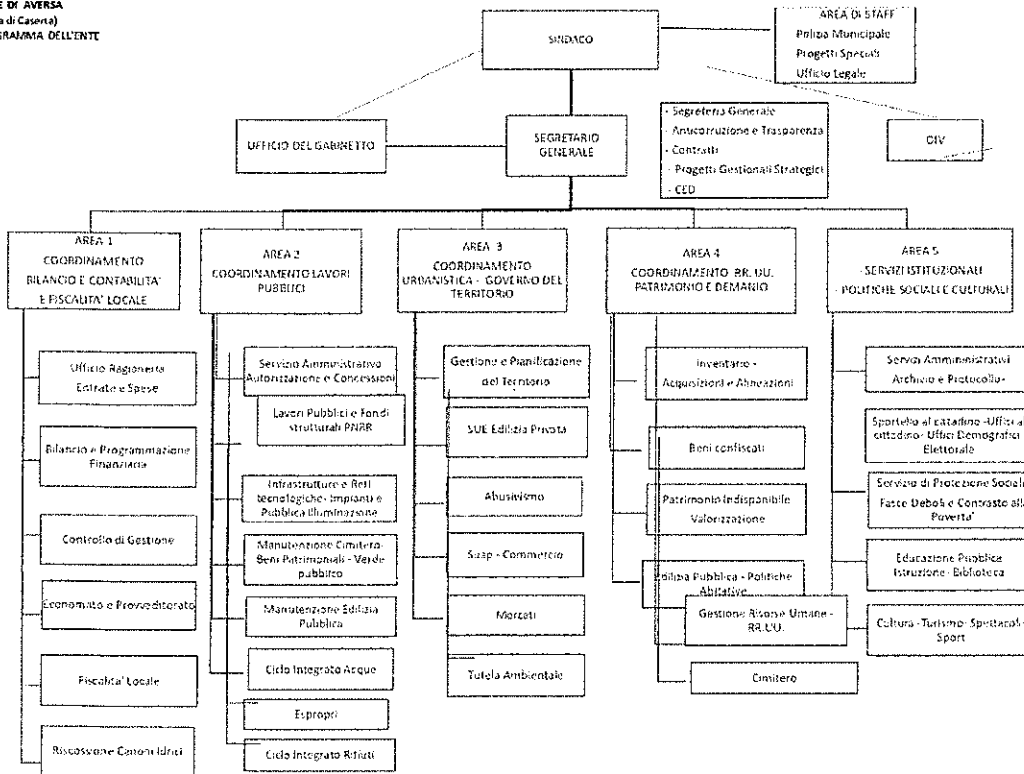 E DI AVERSA
a di Caserta)
GRAMMA DELL'ENTE
SINDACO
AREA DI STAFF
Polizia Municipale
Progetti Speciali
Ufficio Legale
UFFICIO DEL GABINETTO
SEGRETARIO
GENERALE
- Segreteria Generale
- Anticorruzione e Trasparenza
- Contratti
- Progetti Gestionali Strategici
- CED
OIV
AREA 1
COORDINAMENTO
BILANCIO E CONTABILITA'
E FISCALITA' LOCALE
AREA 2
COORDINAMENTO LAVORI
PUBBLICI
AREA 3
COORDINAMENTO
URBANISTICA - GOVERNO DEL
TERRITORIO
AREA 4
COORDINAMENTO RR. UU.
PATRIMONIO E DEMANIO
AREA 5
- SERVIZI ISTITUZIONALI
- POLITICHE SOCIALI E CULTURALI
Ufficio Ragioneria
Entrate e Spese
Bilancio e Programmazione
Finanziaria
Controllo di Gestione
Economato e Provveditorato
Fiscalita' Locale
Riscossione Canoni Idrici
Servizio Amministrativo
Autorizzazione e Concessioni
Lavori Pubblici e Fondi
strutturali PNRR
Infrastrutture e Reti
tecnologiche- Impianti e
Pubblica Illuminazione
Manutenzione Cimitero-
Beni Patrimoniali - Verde
pubblico
Manutenzione Edilizia
Pubblica
Ciclo Integrato Acque
Espropri
Ciclo Integrato Rifiuti
Gestione e Pianificazione
del Territorio
SUE Edilizia Privata
Abusivismo
Suap - Commercio
Mercati
Tutela Ambientale
Inventario -
Acquisizioni e Alienazioni
Beni confiscati
Patrimonio Indisponibile
Valorizzazione
Edilizia Pubblica - Politiche
Abitative
Gestione Risorse Umane -
RR.UU.
Cimitero
Servizi Amministrativi
Archivio e Protocollo-
Sportello al cittadino -Uffici al
cittadino- Uffici Demografici
Elettorale
Servizio di Protezione Sociale
Fasce Deboli e Contrasto alla
Poverta'
Educazione Pubblica
Istruzione- Biblioteca
Cultura -Turismo- Spettacolo
Sport